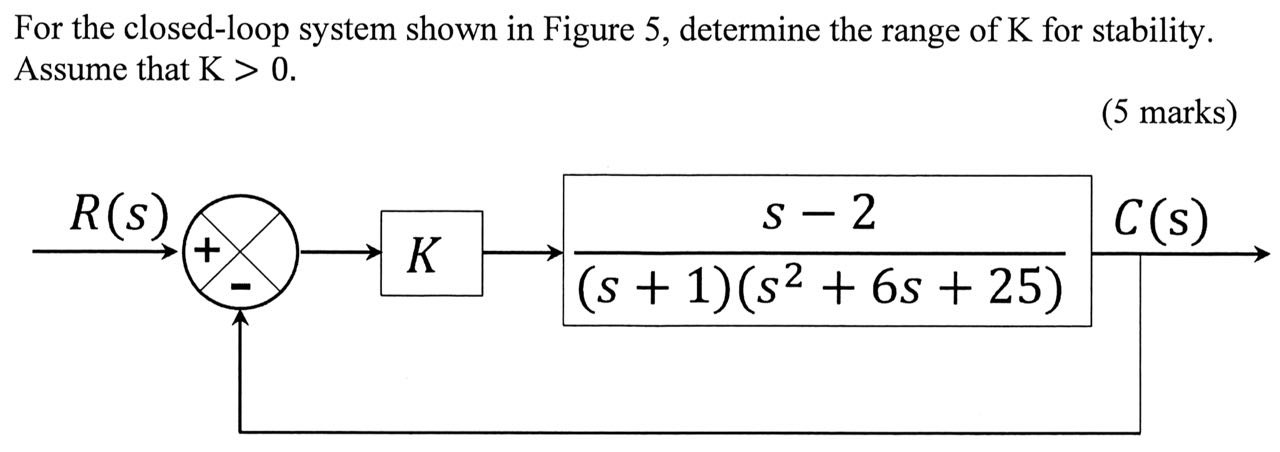 For the closed-loop system shown in Figure 5, determine the range of K for stability.
Assume that K > 0.
(5 marks)
R(s)
+
-
K
s − 2
(s + 1)(s² + 6s + 25)
C(s)